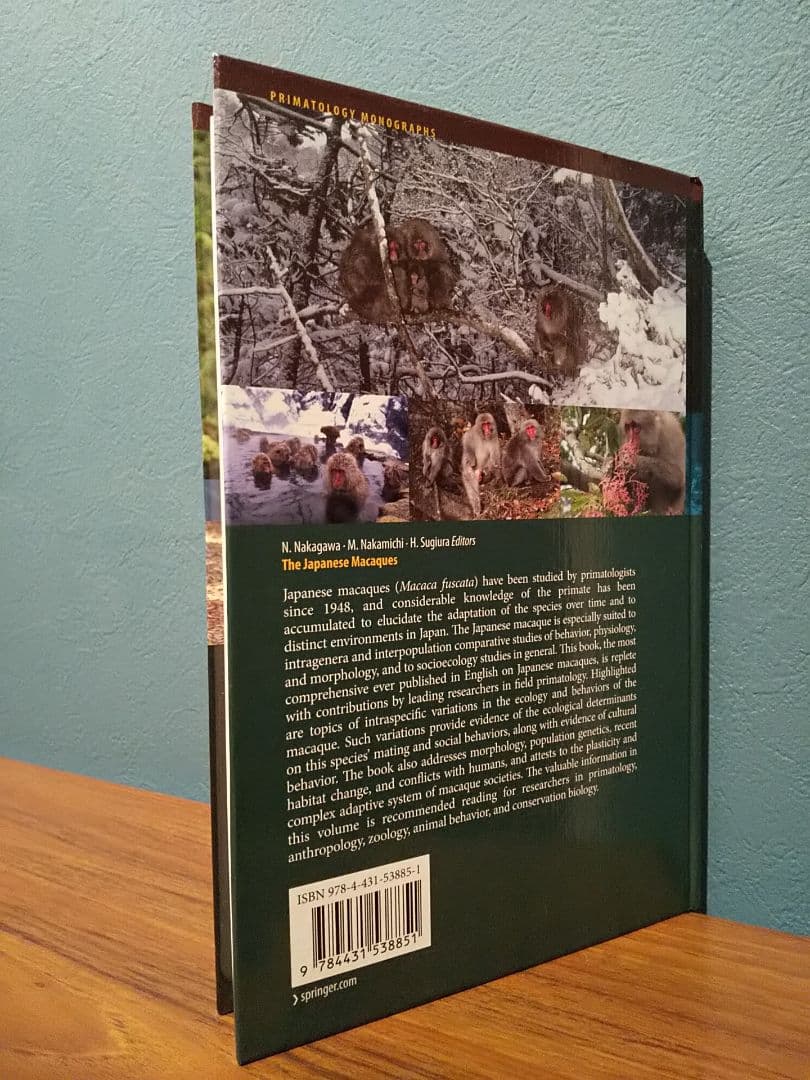 PRIMATOLOGY MONOGRAPHS
N. Nakagawa · M. Nakamichi · H. Sugiura Editors
The Japanese Macaques
Japanese macaques (Macaca fuscata) have been studied by primatologists
since 1948, and considerable knowledge of the primate has been
accumulated to elucidate the adaptation of the species over time and to
distinct environments in Japan. The Japanese macaque is especially suited to
intragenera and interpopulation comparative studies of behavior, physiology,
and morphology, and to socioecology studies in general. This book, the most
comprehensive ever published in English on Japanese macaques, is replete
with contributions by leading researchers in field primatology. Highlighted
are topics of intraspecific variations in the ecology and behaviors of the
macaque. Such variations provide evidence of the ecological determinants
on this species' mating and social behaviors, along with evidence of cultural
behavior. The book also addresses morphology, population genetics, recent
habitat change, and conflicts with humans, and attests to the plasticity and
complex adaptive system of macaque societies. The valuable information in
this volume is recommended reading for researchers in primatology,
anthropology, zoology, animal behavior, and conservation biology.
ISBN 978-4-431-53885-1
9 784431 538851
› springer.com